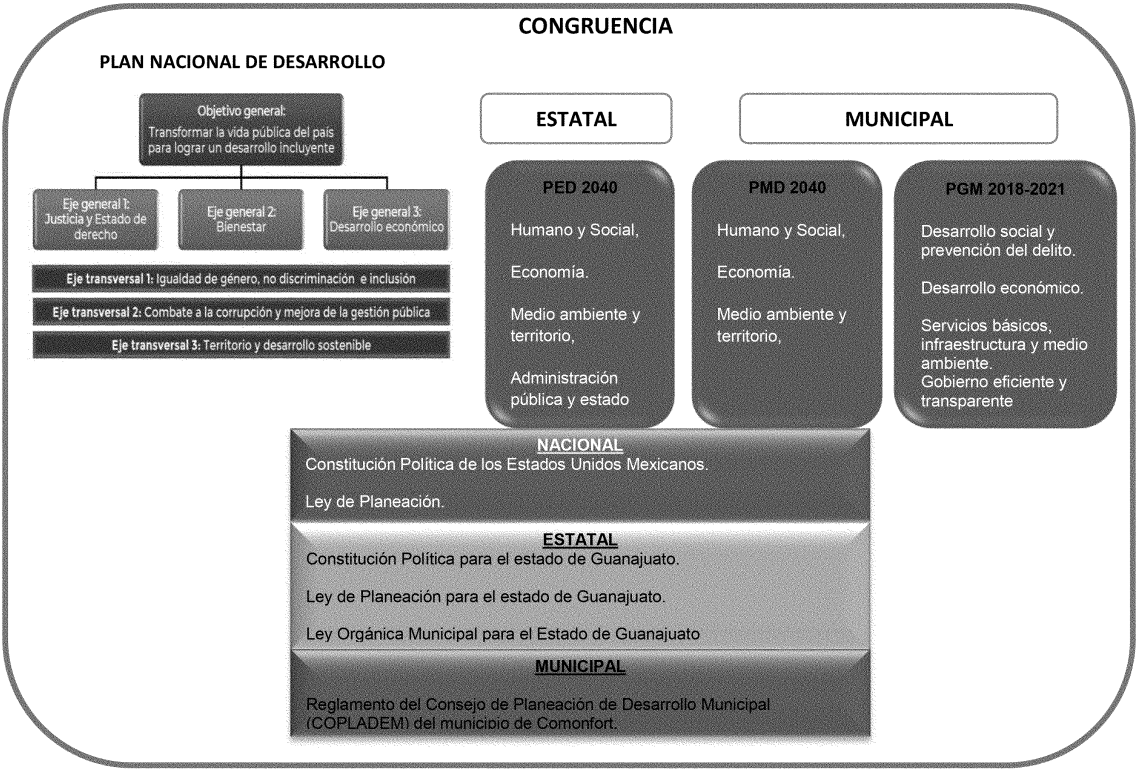 CONGRUENCIA
PLAN NACIONAL DE DESARROLLO
Objetivo general:
Transformar la vida pública del país
para lograr un desarrollo incluyente
Eje general 1:
Justicia y Estado de
derecho
Eje general 2:
Bienestar
Eje general 3:
Desarrollo económico
Eje transversal 1: Igualdad de género, no discriminación e inclusión
Eje transversal 2: Combate a la corrupción y mejora de la gestión pública
Eje transversal 3: Territorio y desarrollo sostenible
ESTATAL
MUNICIPAL
PED 2040
Humano y Social,
Economía.
Medio ambiente y
territorio,
Administración
pública y estado
PMD 2040
Humano y Social,
Economía.
Medio ambiente y
territorio,
PGM 2018-2021
Desarrollo social y
prevención del delito.
Desarrollo económico.
Servicios básicos,
infraestructura y medio
ambiente.
Gobierno eficiente y
transparente
NACIONAL
Constitución Política de los Estados Unidos Mexicanos.
Ley de Planeación.
ESTATAL
Constitución Política para el estado de Guanajuato.
Ley de Planeación para el estado de Guanajuato.
Ley Orgánica Municipal para el Estado de Guanajuato
MUNICIPAL
Reglamento del Consejo de Planeación de Desarrollo Municipal
(COPLADEM) del municipio de Comonfort.